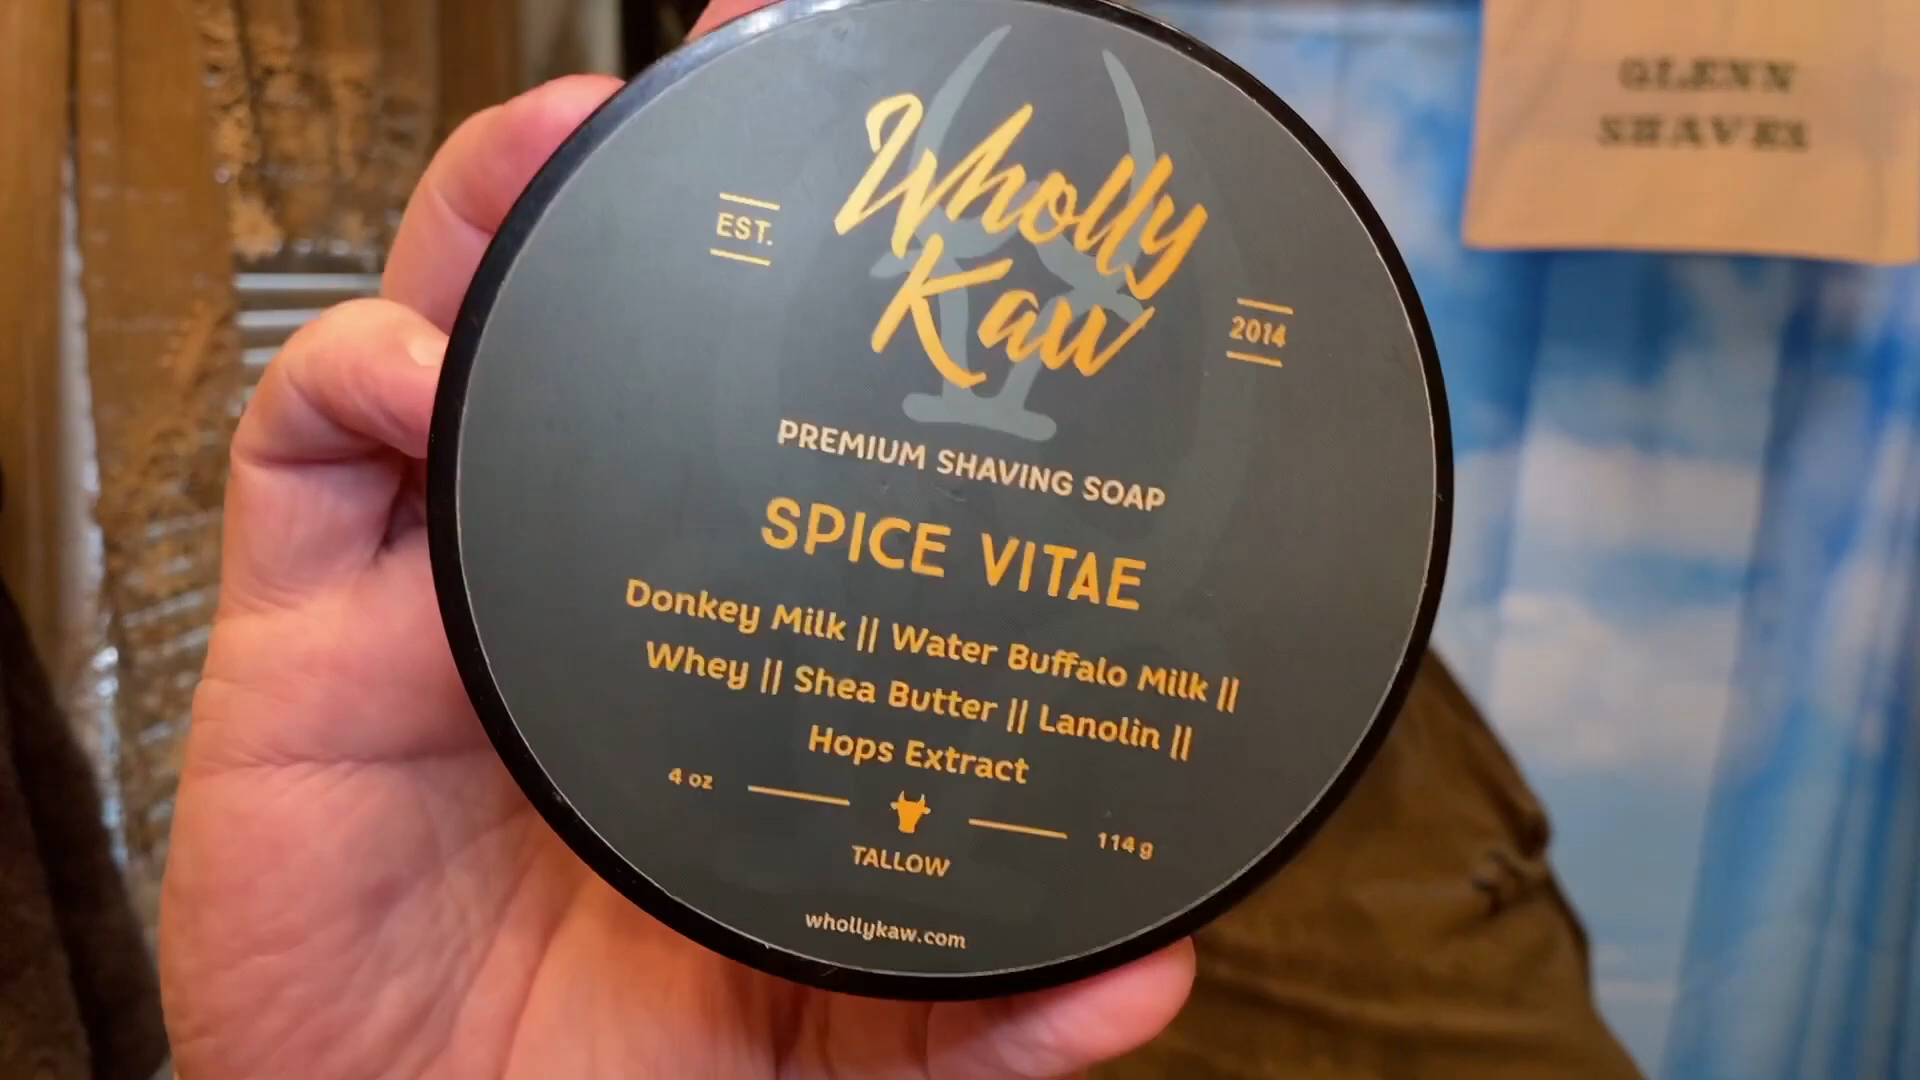 Wholly
Kaw
EST.
2014
PREMIUM SHAVING SOAP
SPICE VITAE
Donkey Milk || Water Buffalo Milk ||
Whey || Shea Butter || Lanolin ||
Hops Extract
4 oz
114 g
TALLOW
whollykaw.com
GLENN
SHAVES